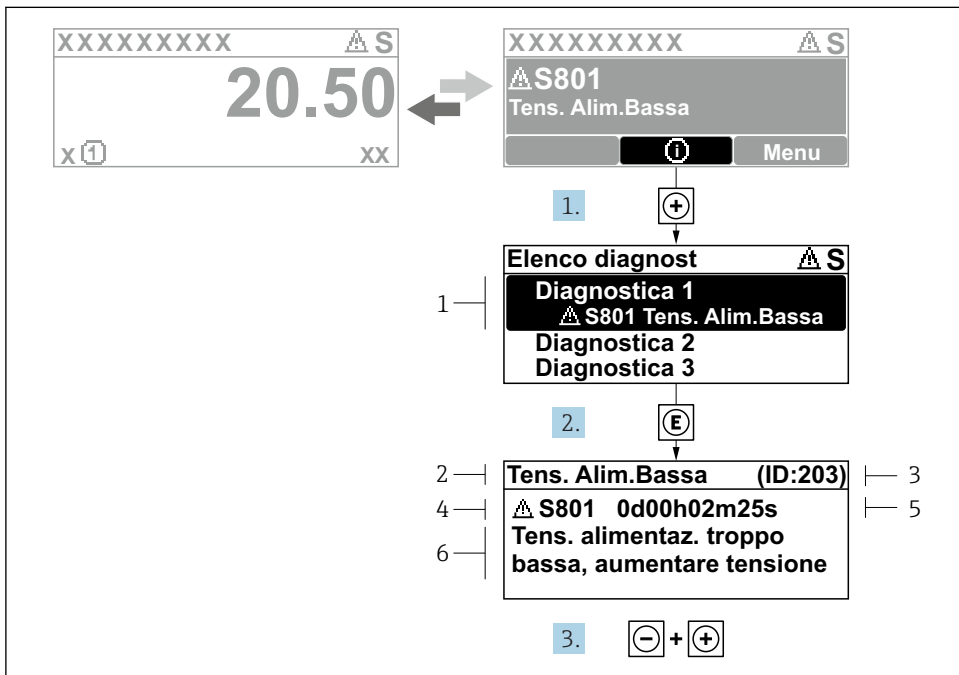 XXXXXXXXX ⚠ S
20.50
x ① xx
XXXXXXXXX ⚠ S
⚠S801
Tens. Alim.Bassa
ⓘ Menu
1. +
Elenco diagnost ⚠ S
1
Diagnostica 1
⚠ S801 Tens. Alim.Bassa
Diagnostica 2
Diagnostica 3
2. E
2 Tens. Alim.Bassa (ID:203) 3
4 ⚠ S801 0d00h02m25s 5
6
Tens. alimentaz. troppo
bassa, aumentare tensione
3. - + +